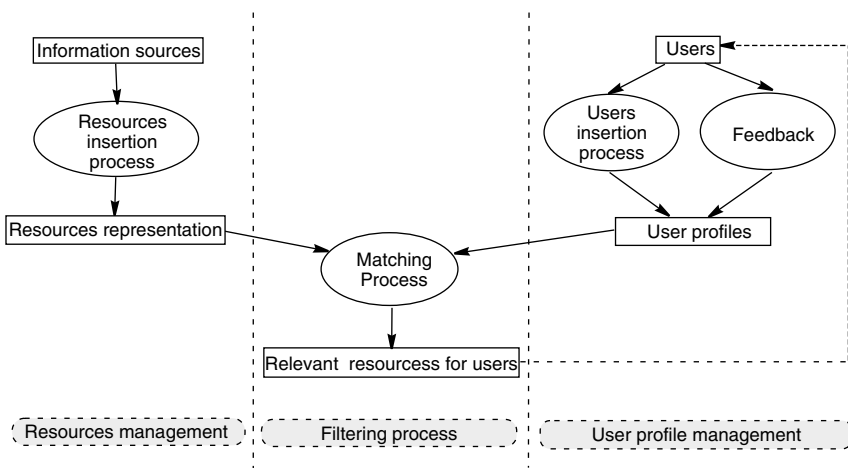 Information sources
Resources
insertion
process
Resources representation
Matching
Process
Relevant resourcess for users
Users
Users
insertion
process
Feedback
User profiles
Resources management
Filtering process
User profile management